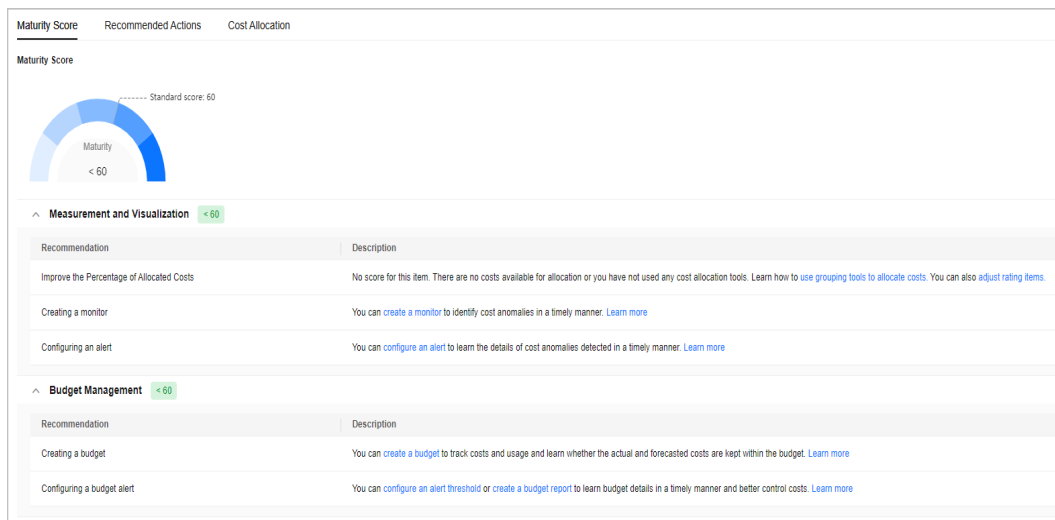 Maturity Score Recommended Actions Cost Allocation
Maturity Score
Standard score: 60
Maturity
< 60
Measurement and Visualization < 60
Recommendation Description
Improve the Percentage of Allocated Costs No score for this item. There are no costs available for allocation or you have not used any cost allocation tools. Learn how to use grouping tools to allocate costs. You can also adjust rating items.
Creating a monitor You can create a monitor to identify cost anomalies in a timely manner. Learn more
Configuring an alert You can configure an alert to learn the details of cost anomalies detected in a timely manner. Learn more
Budget Management < 60
Recommendation Description
Creating a budget You can create a budget to track costs and usage and learn whether the actual and forecasted costs are kept within the budget. Learn more
Configuring a budget alert You can configure an alert threshold or create a budget report to learn budget details in a timely manner and better control costs. Learn more